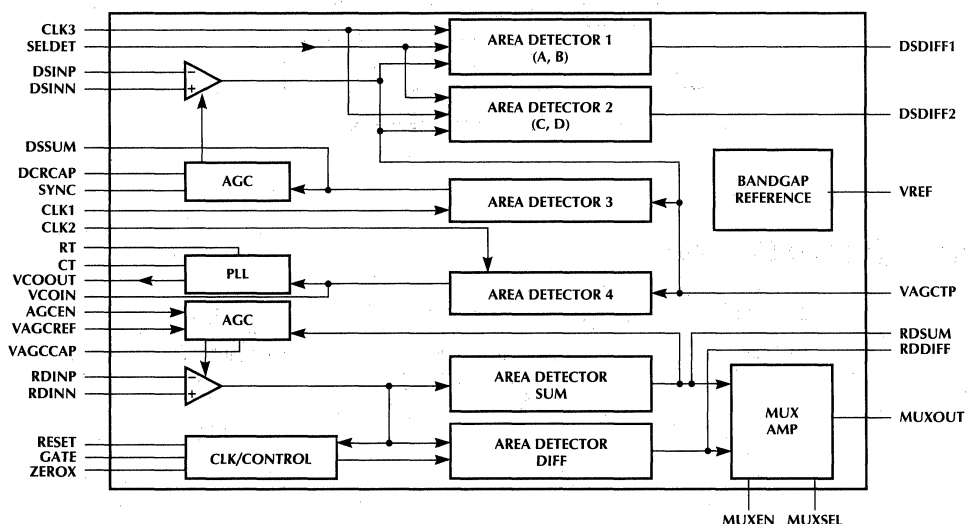 CLK3
SELDET
DSINP
DSINN
DSSUM
DCRCAP
SYNC
CLK1
CLK2
RT
CT
VCOOUT
VCOIN
AGCEN
VAGCREF
VAGCCAP
RDINP
RDINN
RESET
GATE
ZEROX
− +
AGC
PLL
AGC
− +
CLK/CONTROL
AREA DETECTOR 1
(A, B)
AREA DETECTOR 2
(C, D)
AREA DETECTOR 3
AREA DETECTOR 4
AREA DETECTOR
SUM
AREA DETECTOR
DIFF
BANDGAP
REFERENCE
MUX
AMP
DSDIFF1
DSDIFF2
VREF
VAGCTP
RDSUM
RDDIFF
MUXOUT
MUXEN MUXSEL